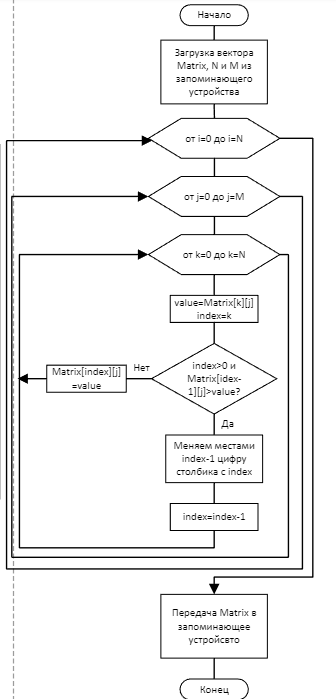 Начало
Загрузка вектора
Matrix, N и M из
запоминающего
устройства
от i=0 до i=N
от j=0 до j=M
от k=0 до k=N
value=Matrix[k][j]
index=k
index>0 и
Matrix[idex-
1][j]>value?
Нет
Matrix[index][j]
=value
Да
Меняем местами
index-1 цифру
столбика с index
index=index-1
Передача Matrix в
запоминающее
устройсвто
Конец